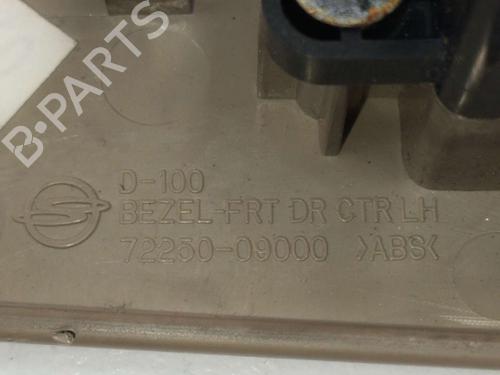 B-PARTS
D-100
BEZEL-FRT DR CTR LH
72250-09000 >ABS<